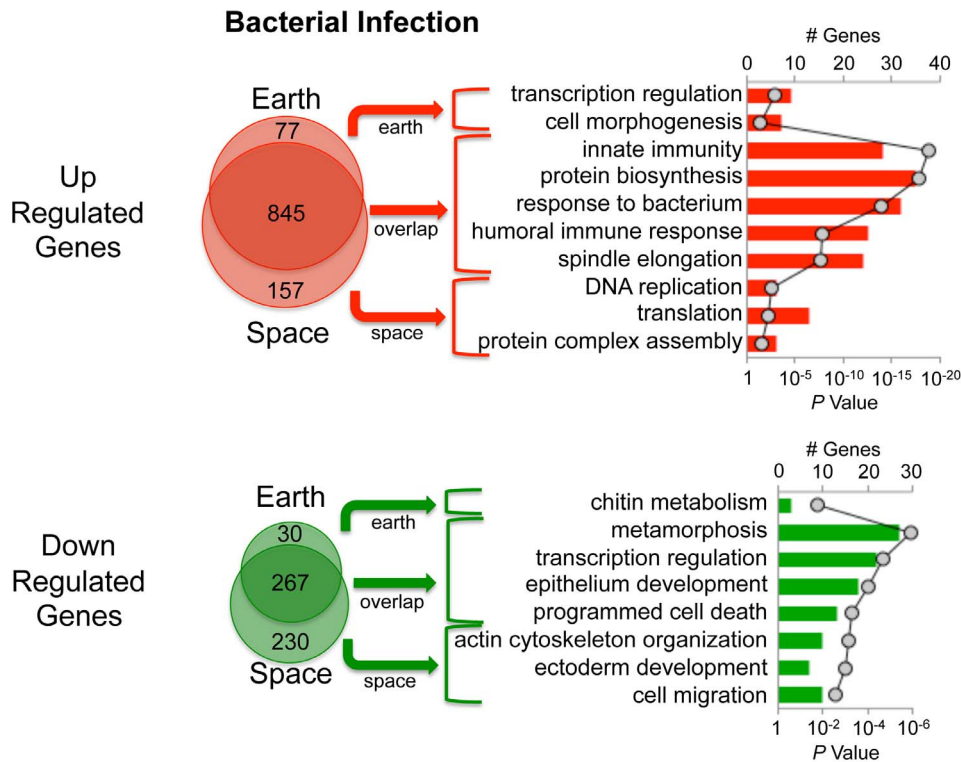 Bacterial Infection
Up
Regulated
Genes
Earth
77
845
157
Space
earth
overlap
space
# Genes
0 10 20 30 40
transcription regulation
cell morphogenesis
innate immunity
protein biosynthesis
response to bacterium
humoral immune response
spindle elongation
DNA replication
translation
protein complex assembly
1 10⁻⁵ 10⁻¹⁰ 10⁻¹⁵ 10⁻²⁰
P Value
Down
Regulated
Genes
Earth
30
267
230
Space
earth
overlap
space
# Genes
0 10 20 30
chitin metabolism
metamorphosis
transcription regulation
epithelium development
programmed cell death
actin cytoskeleton organization
ectoderm development
cell migration
1 10⁻² 10⁻⁴ 10⁻⁶
P Value